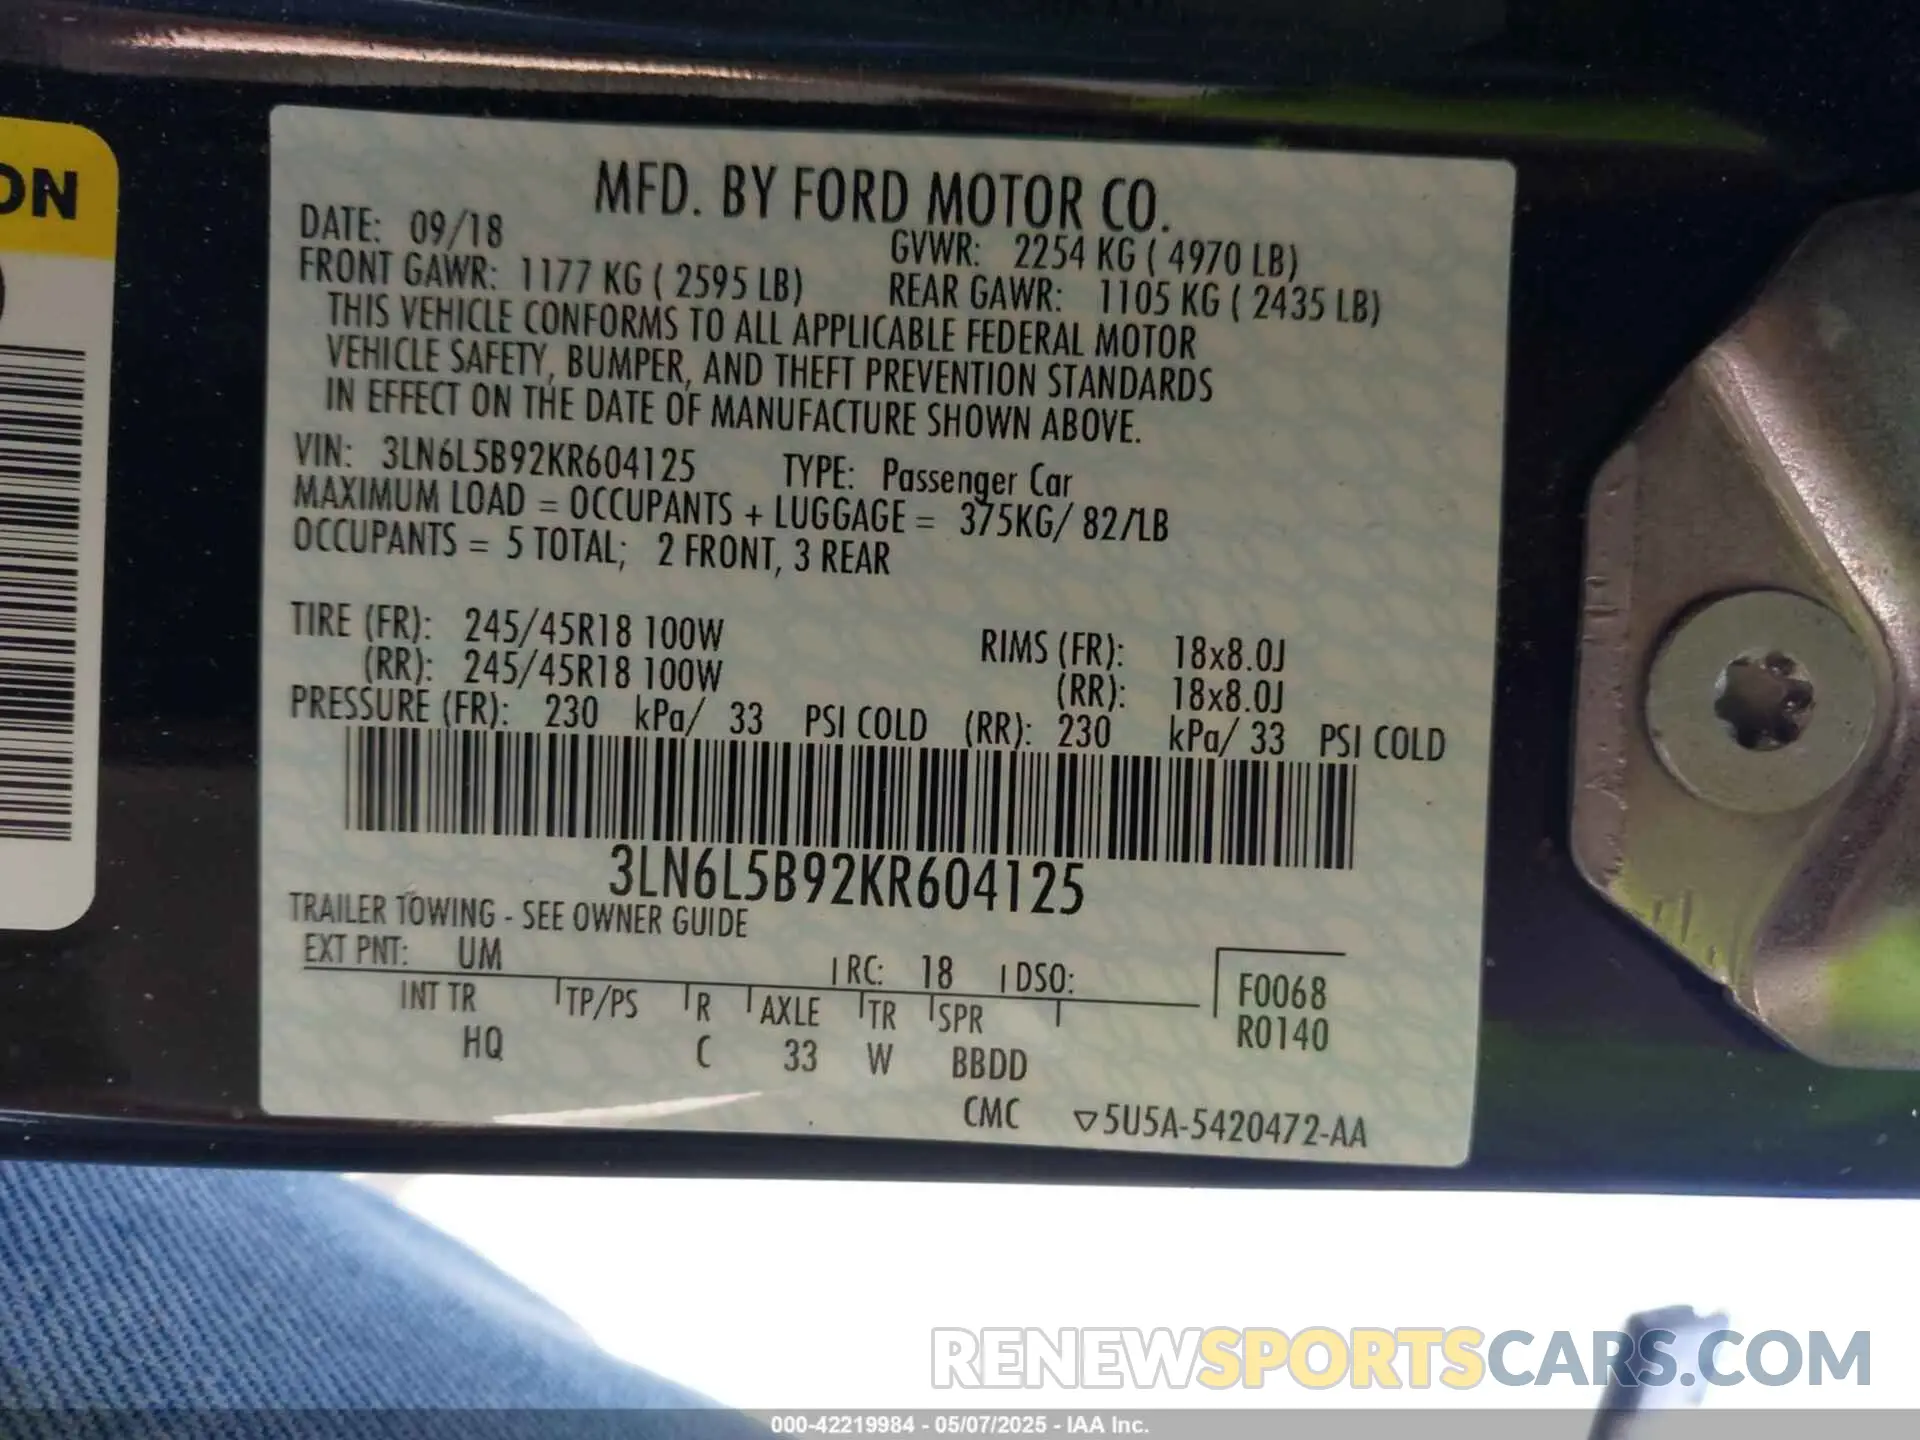 ON
MFD. BY FORD MOTOR CO.
DATE: 09/18 GVWR: 2254 KG ( 4970 LB)
FRONT GAWR: 1177 KG ( 2595 LB) REAR GAWR: 1105 KG ( 2435 LB)
THIS VEHICLE CONFORMS TO ALL APPLICABLE FEDERAL MOTOR
VEHICLE SAFETY, BUMPER, AND THEFT PREVENTION STANDARDS
IN EFFECT ON THE DATE OF MANUFACTURE SHOWN ABOVE.
VIN: 3LN6L5B92KR604125 TYPE: Passenger Car
MAXIMUM LOAD = OCCUPANTS + LUGGAGE = 375KG/ 82/LB
OCCUPANTS = 5 TOTAL; 2 FRONT, 3 REAR
TIRE (FR): 245/45R18 100W RIMS (FR): 18x8.0J
(RR): 245/45R18 100W (RR): 18x8.0J
PRESSURE (FR): 230 kPa/ 33 PSI COLD (RR): 230 kPa/ 33 PSI COLD
3LN6L5B92KR604125
TRAILER TOWING - SEE OWNER GUIDE
EXT PNT: UM RC: 18 DSO: F0068
INT TR TP/PS R AXLE TR SPR R0140
HQ C 33 W BBDD
CMC ▽5U5A-5420472-AA
RENEWSPORTSCARS.COM
000-42219984 - 05/07/2025 - IAA Inc.